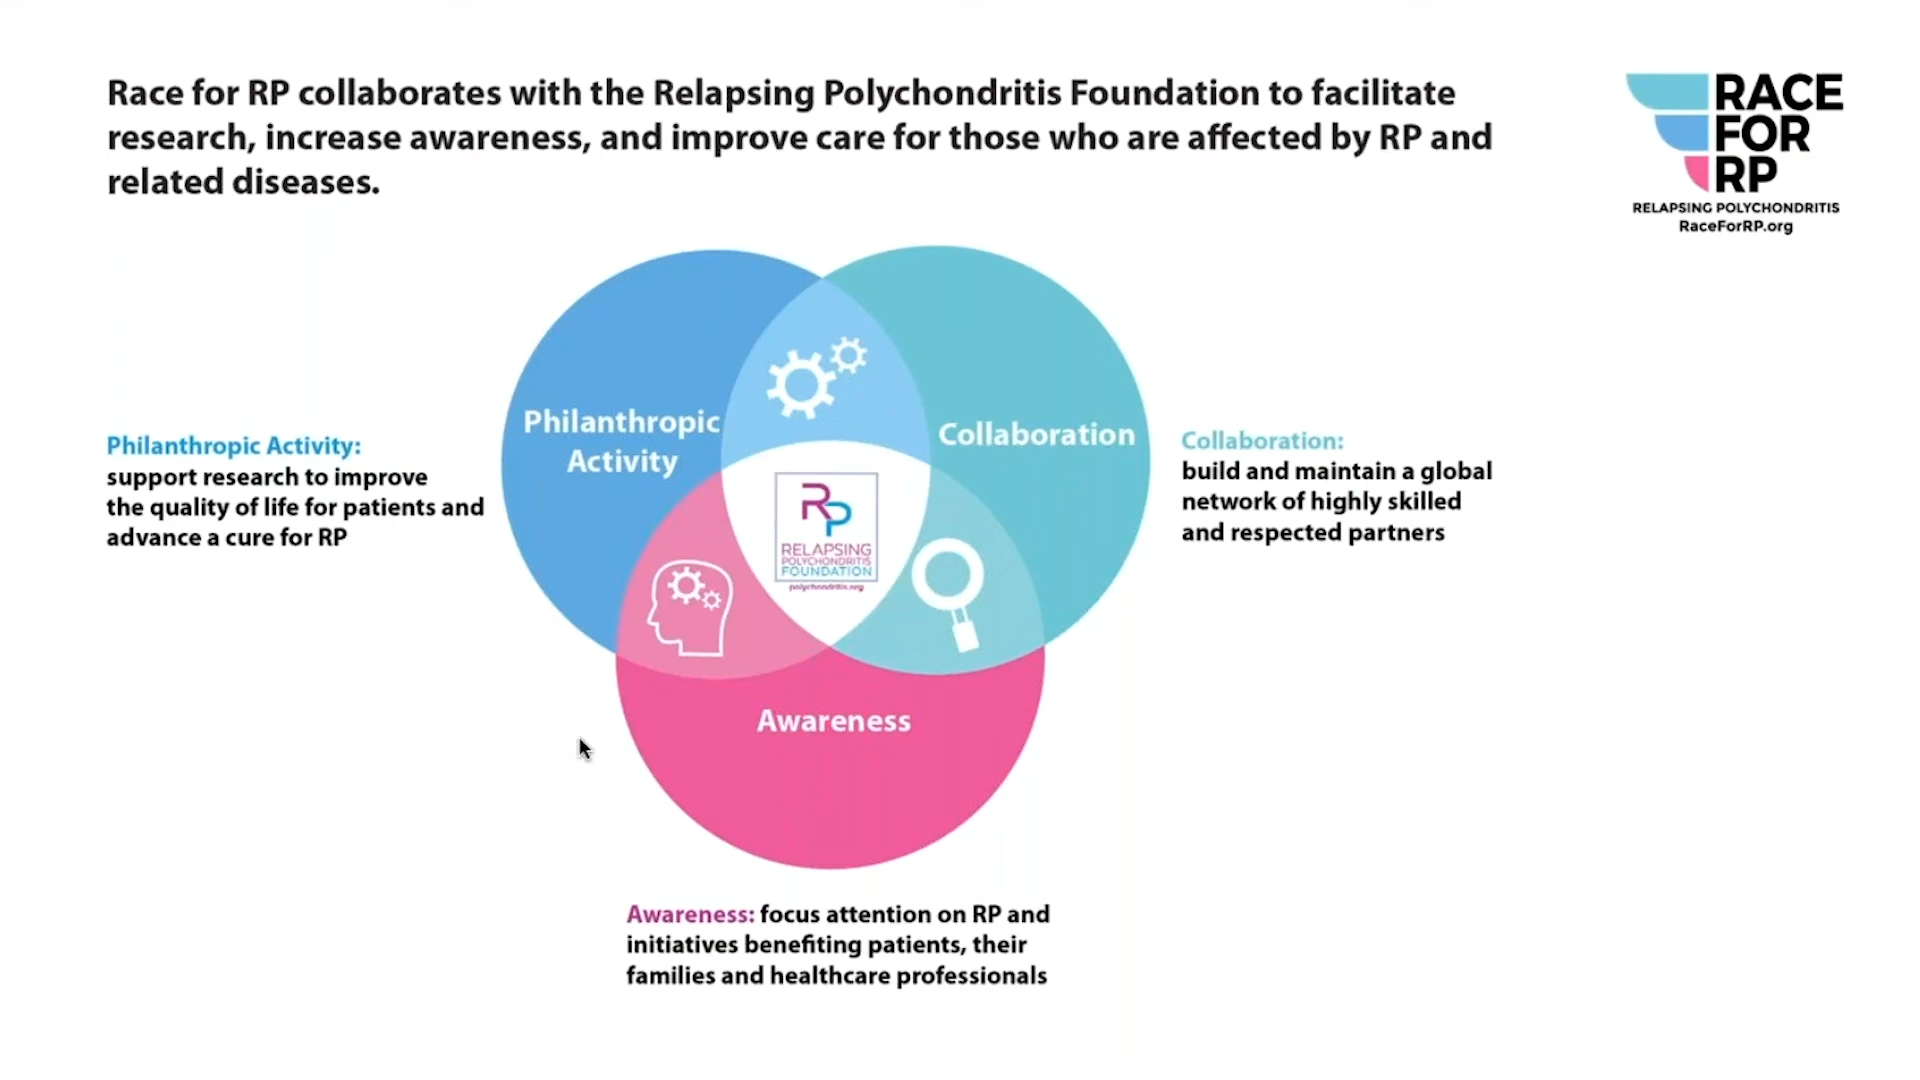 Race for RP collaborates with the Relapsing Polychondritis Foundation to facilitate
research, increase awareness, and improve care for those who are affected by RP and
related diseases.
RACE
FOR
RP
RELAPSING POLYCHONDRITIS
RaceForRP.org
Philanthropic
Activity
Collaboration
Philanthropic Activity:
support research to improve
the quality of life for patients and
advance a cure for RP
Collaboration:
build and maintain a global
network of highly skilled
and respected partners
RP
RELAPSING
POLYCHONDRITIS
FOUNDATION
polychondritis.org
Awareness
Awareness: focus attention on RP and
initiatives benefiting patients, their
families and healthcare professionals